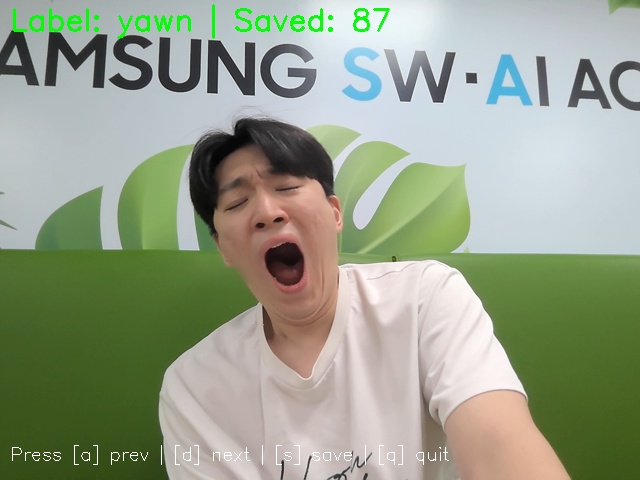 Label: yawn | Saved: 87
AMSUNG SW·AI AC
Press [a] prev | [d] next | [s] save | [q] quit